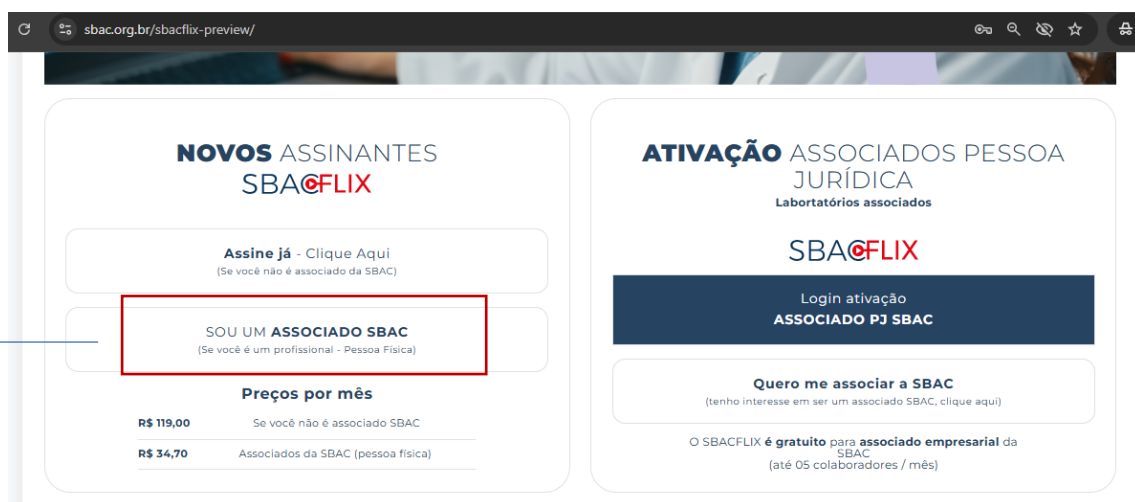 sbac.org.br/sbacflix-preview/
NOVOS ASSINANTES
SBACFLIX
Assine já - Clique Aqui
(Se você não é associado da SBAC)
SOU UM ASSOCIADO SBAC
(Se você é um profissional - Pessoa Física)
Preços por mês
R$ 119,00 Se você não é associado SBAC
R$ 34,70 Associados da SBAC (pessoa física)
ATIVAÇÃO ASSOCIADOS PESSOA
JURÍDICA
Labortatórios associados
SBACFLIX
Login ativação
ASSOCIADO PJ SBAC
Quero me associar a SBAC
(tenho interesse em ser um associado SBAC, clique aqui)
O SBACFLIX é gratuito para associado empresarial da
SBAC
(até 05 colaboradores / mês)